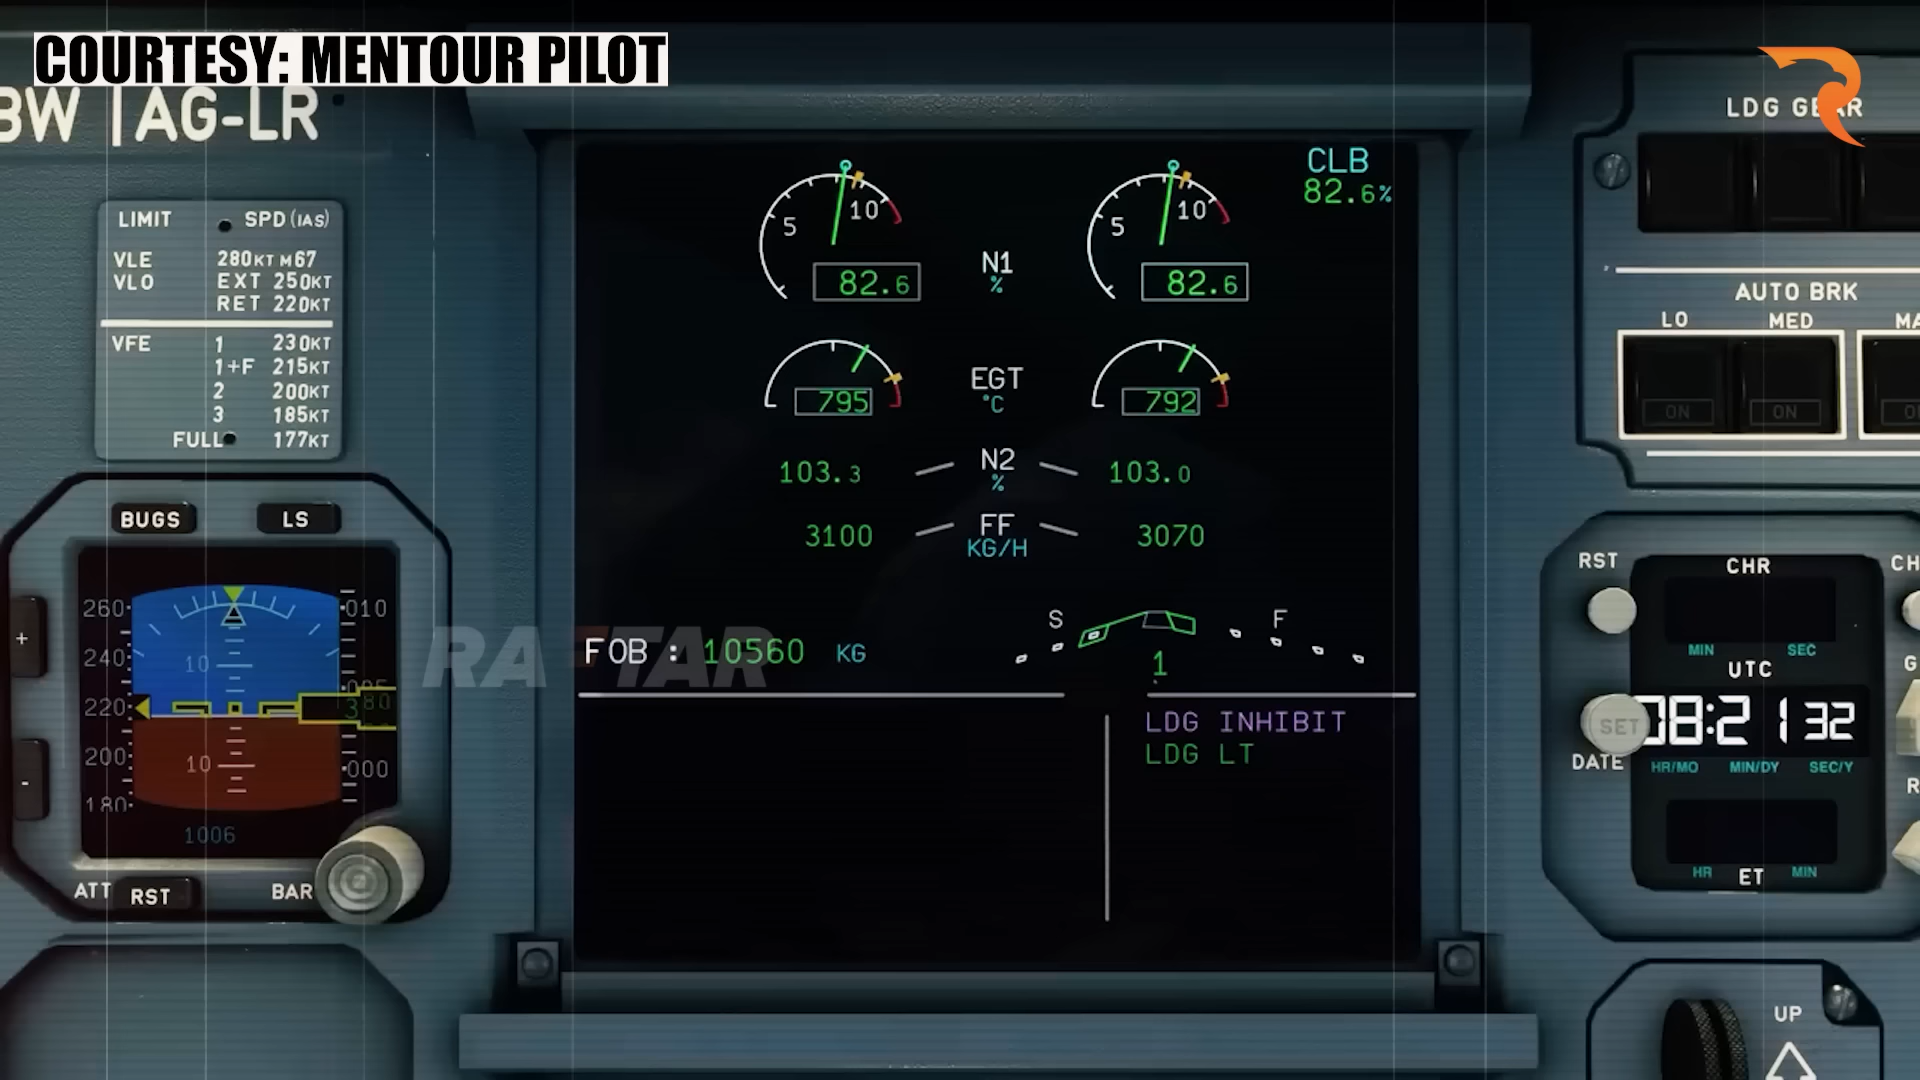 COURTESY: MENTOUR PILOT
BW | AG-LR
LIMIT SPD (IAS)
VLE 280KT M67
VLO EXT 250KT
RET 220KT
VFE 1 230KT
1+F 215KT
2 200KT
3 185KT
FULL 177KT
BUGS LS
260
240
220
200
180
10
10
010
005
380
000
1006
+
-
ATT RST BAR
CLB
82.6%
5 10
82.6
N1
%
5 10
82.6
795
EGT
°C
792
103.3
N2
%
103.0
3100
FF
KG/H
3070
S F
1
FOB : 10560 KG
RAFTAR
LDG INHIBIT
LDG LT
LDG GEAR
AUTO BRK
LO MED
ON ON
RST CHR
MIN SEC
UTC
SET
08:21 32
DATE HR/MO MIN/DY SEC/Y
HR ET MIN
UP